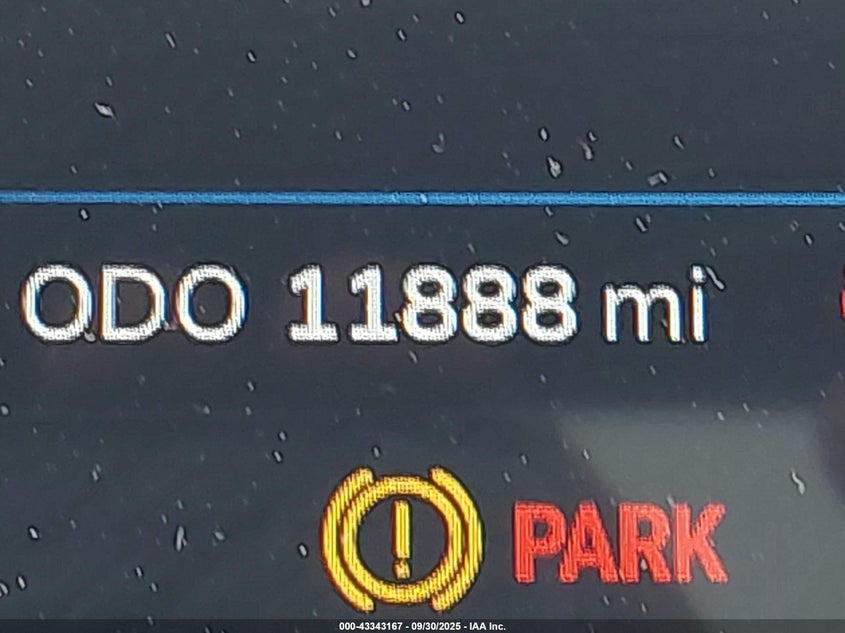 ODO 11888 mi
PARK
000-43343167 - 09/30/2025 - IAA Inc.